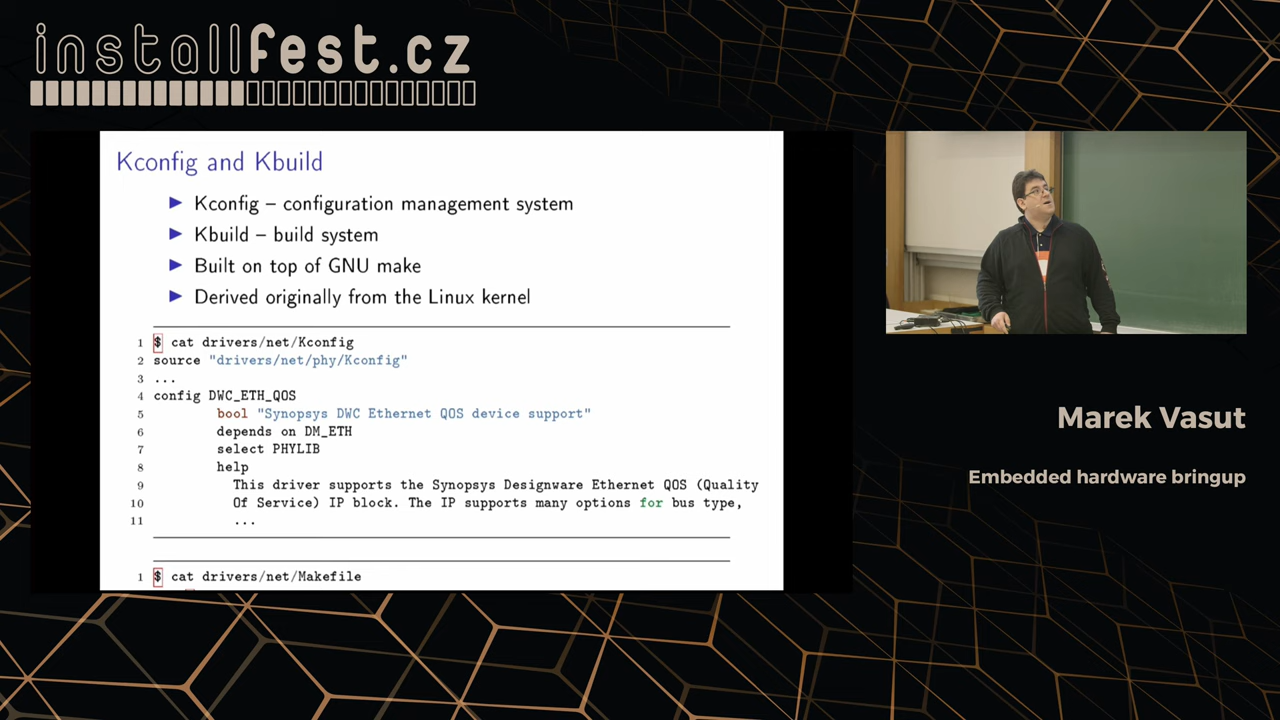 installfest.cz
Kconfig and Kbuild
▶ Kconfig – configuration management system
▶ Kbuild – build system
▶ Built on top of GNU make
▶ Derived originally from the Linux kernel
1 $ cat drivers/net/Kconfig
2 source "drivers/net/phy/Kconfig"
3 ...
4 config DWC_ETH_QOS
5 bool "Synopsys DWC Ethernet QOS device support"
6 depends on DM_ETH
7 select PHYLIB
8 help
9 This driver supports the Synopsys Designware Ethernet QOS (Quality
10 Of Service) IP block. The IP supports many options for bus type,
11 ...
1 $ cat drivers/net/Makefile
Marek Vasut
Embedded hardware bringup